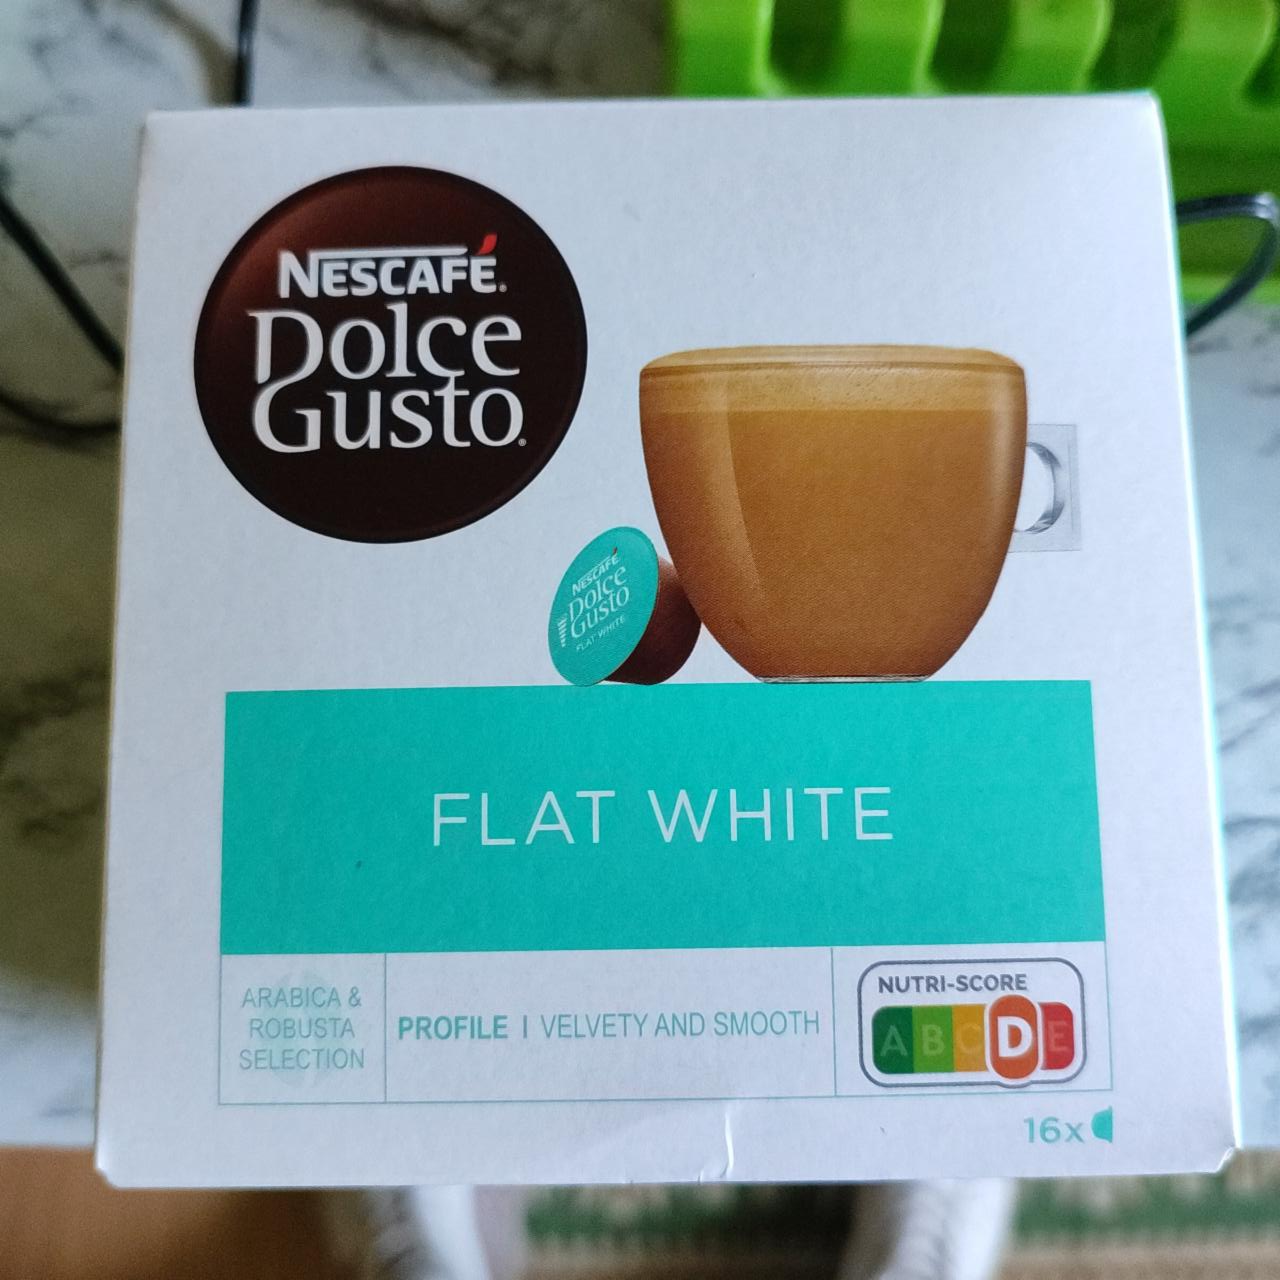 NESCAFÉ®
Dolce
Gusto®
NESCAFÉ
Dolce
Gusto
FLAT WHITE
FLAT WHITE
ARABICA &
ROBUSTA
SELECTION
PROFILE | VELVETY AND SMOOTH
NUTRI-SCORE
A B C D E
16x